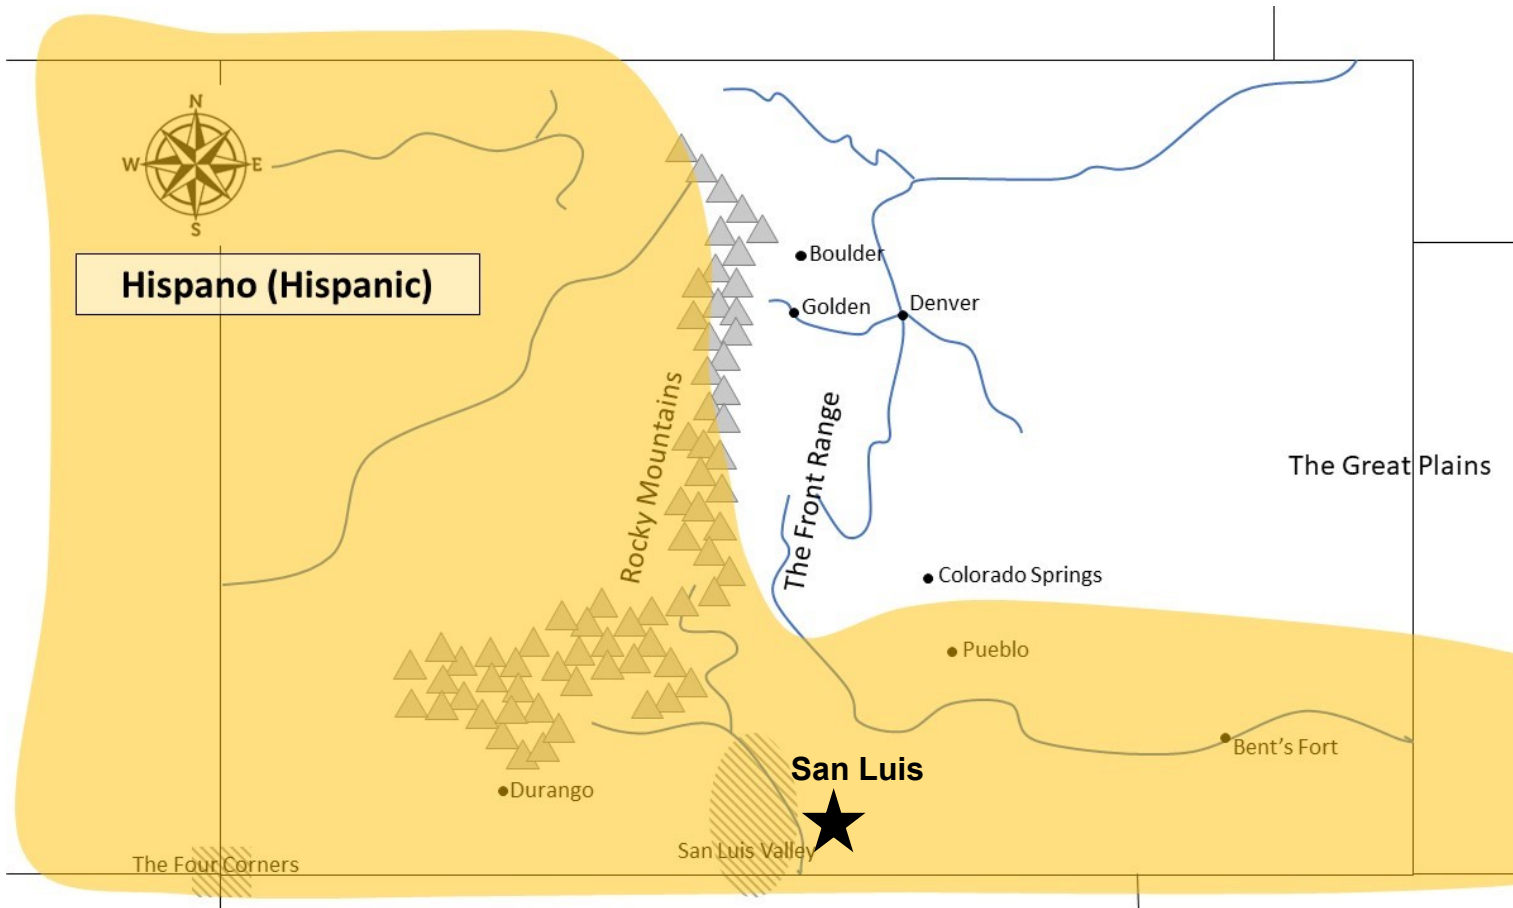 N
W E
S
Hispano (Hispanic)
Boulder
Golden
Denver
Rocky Mountains
The Front Range
The Great Plains
Colorado Springs
Pueblo
Bent’s Fort
San Luis
Durango
San Luis Valley
The Four Corners